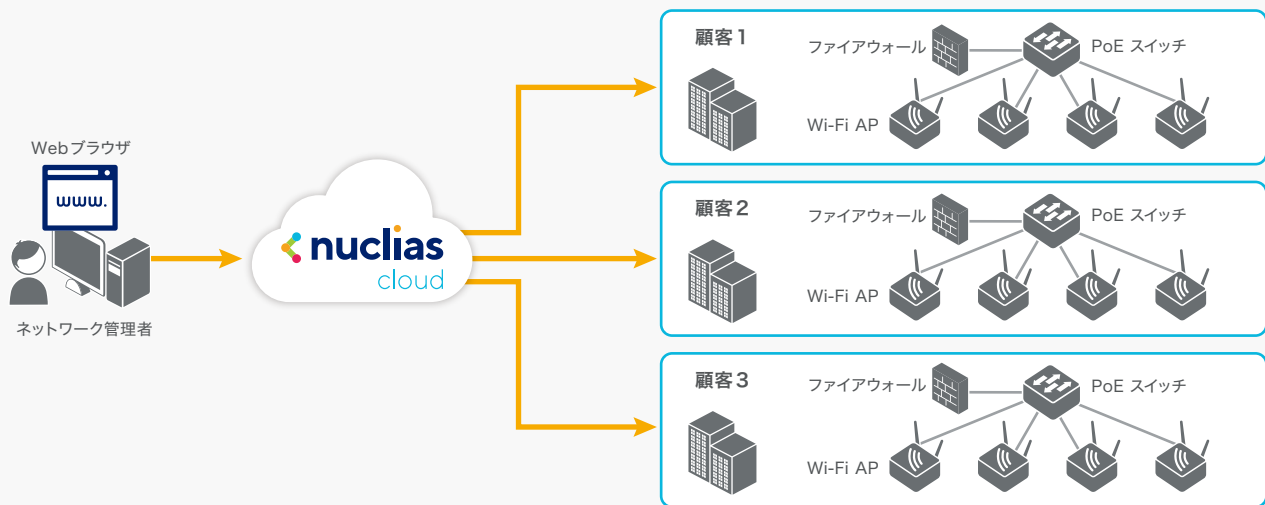 Webブラウザ
www.
ネットワーク管理者
nuclias
cloud
顧客1
ファイアウォール
PoE スイッチ
Wi-Fi AP
顧客2
ファイアウォール
PoE スイッチ
Wi-Fi AP
顧客3
ファイアウォール
PoE スイッチ
Wi-Fi AP